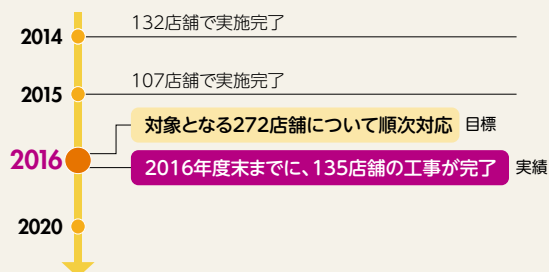 132店舗で実施完了
2014
107店舗で実施完了
2015
対象となる272店舗について順次対応 目標
2016
2016年度末までに、135店舗の工事が完了 実績
2020